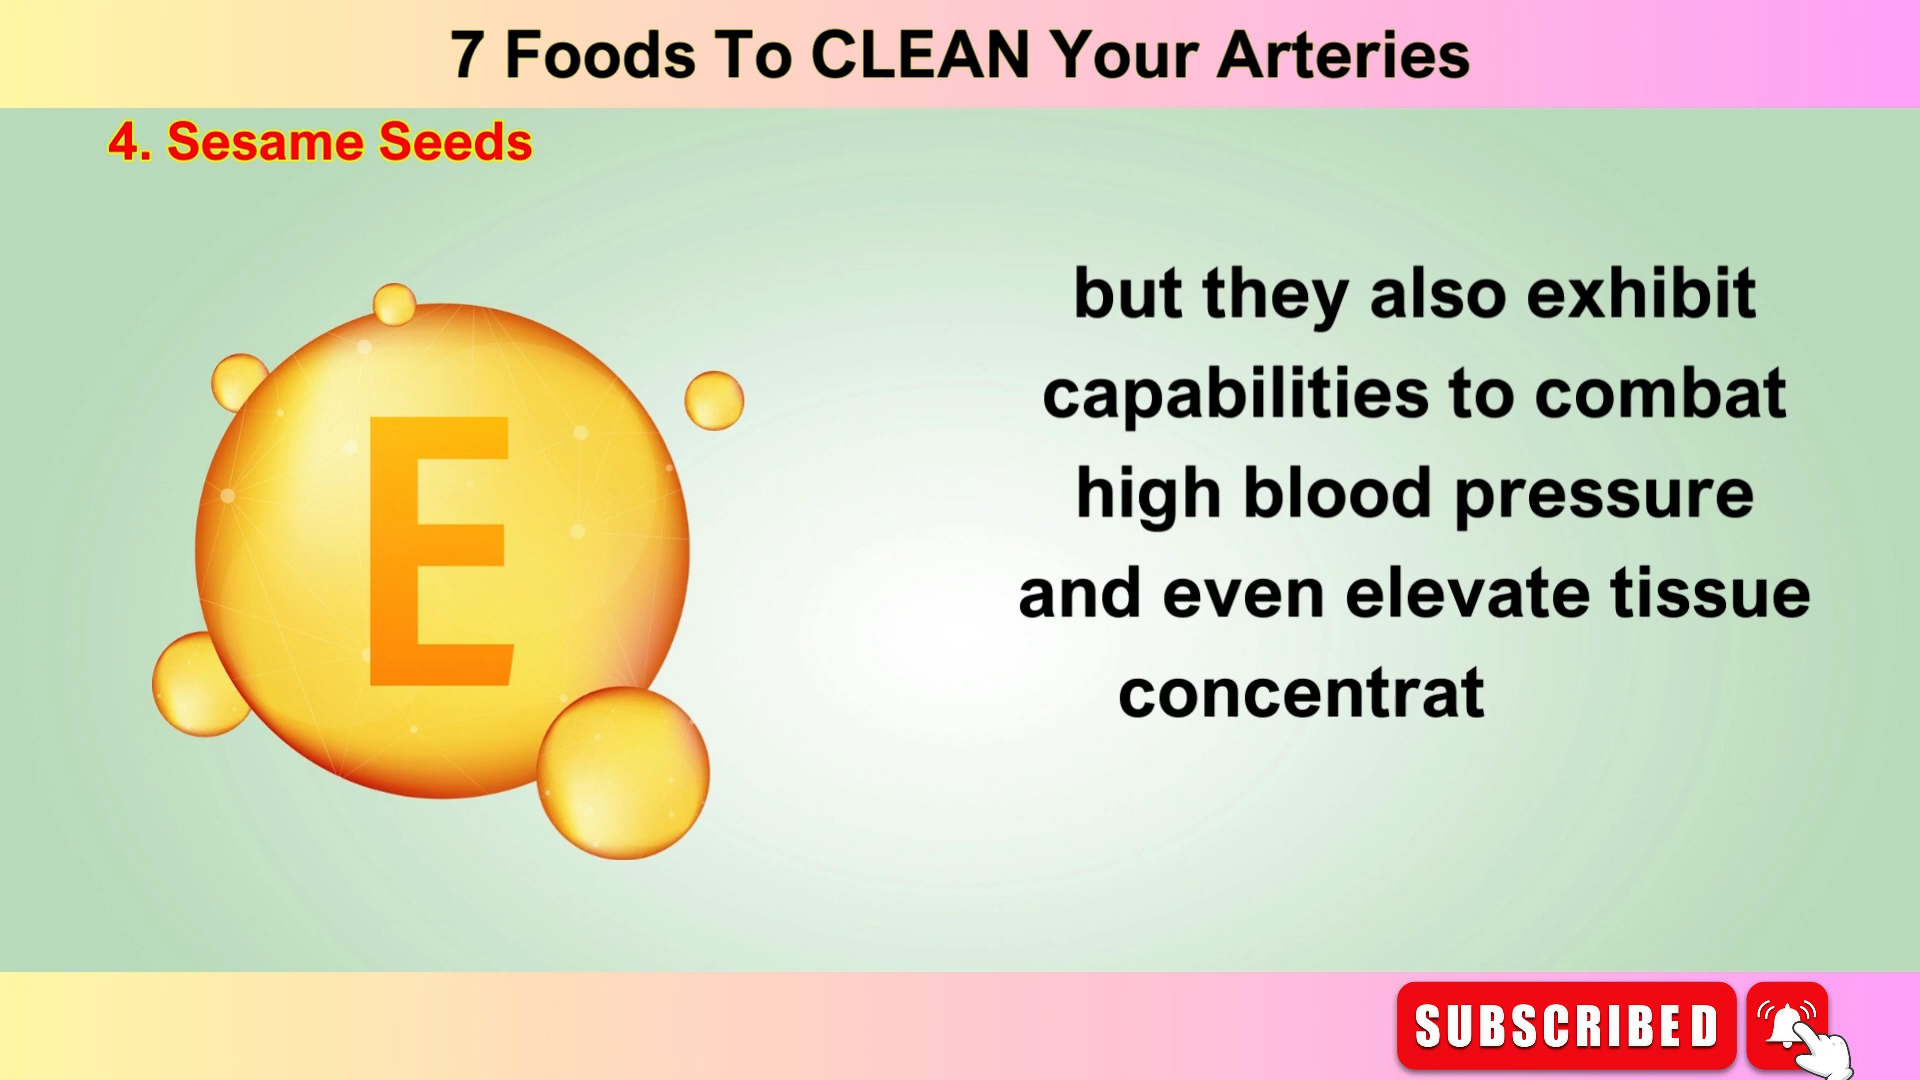 7 Foods To CLEAN Your Arteries
4. Sesame Seeds
E
but they also exhibit
capabilities to combat
high blood pressure
and even elevate tissue
concentrat
SUBSCRIBED